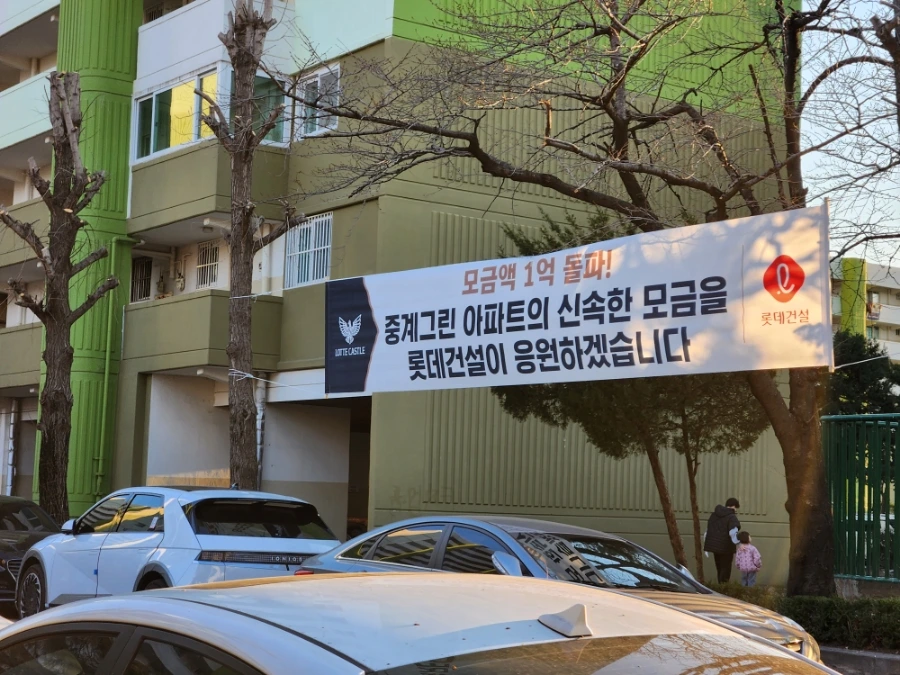 모금액 1억 돌파!
중계그린 아파트의 신속한 모금을
롯데건설이 응원하겠습니다
LOTTE CASTLE
롯데건설
IONIQ 5